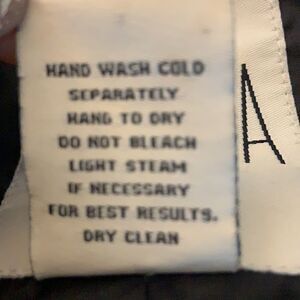 HAND WASH COLD
SEPARATELY
HANG TO DRY
DO NOT BLEACH
LIGHT STEAM
IF NECESSARY
FOR BEST RESULTS.
DRY CLEAN
A